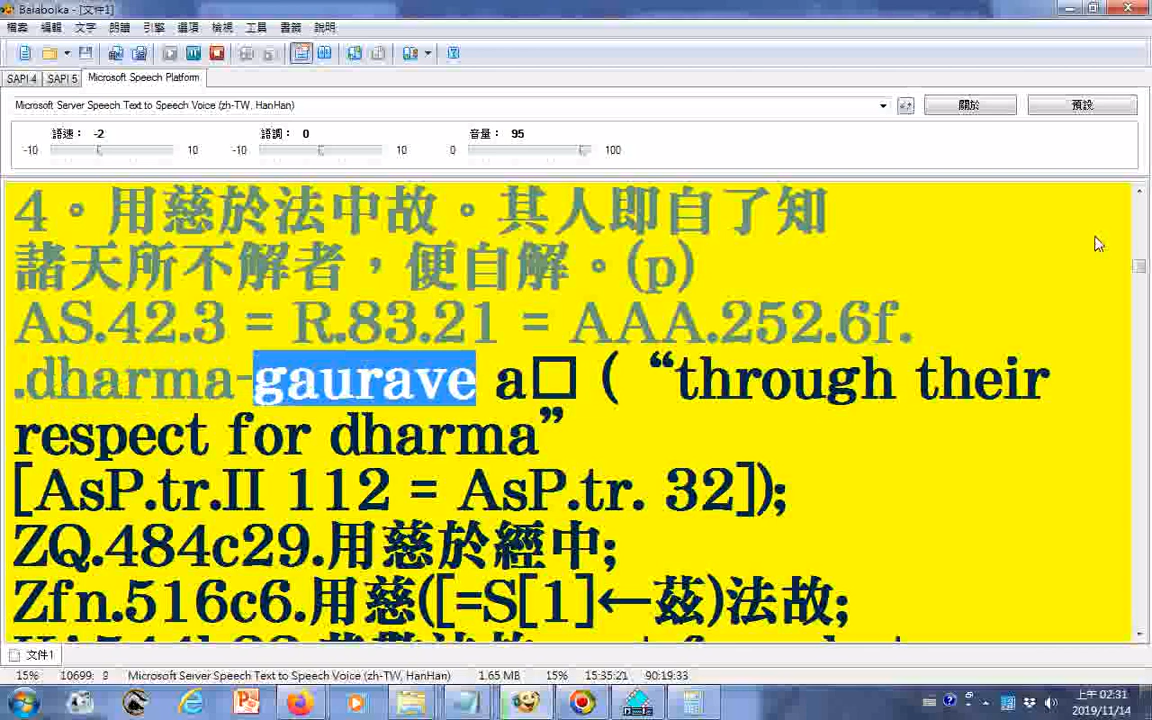 Balabolka - [文件1]
檔案 編輯 文字 朗讀 引擎 選項 檢視 工具 書籤 說明
SAPI 4 SAPI 5 Microsoft Speech Platform
Microsoft Server Speech Text to Speech Voice (zh-TW, HanHan) 關於 預設
語速： -2 語調： 0 音量： 95
-10 10 -10 10 0 100
4。用慈於法中故。其人即自了知
諸天所不解者，便自解。(p)
AS.42.3 = R.83.21 = AAA.252.6f.
.dharma-gaurave a□ ( “through their
respect for dharma”
[AsP.tr.II 112 = AsP.tr. 32]);
ZQ.484c29.用慈於經中;
Zfn.516c6.用慈([=S[1]←茲)法故;
文件1
15% 10699: 9 Microsoft Server Speech Text to Speech Voice (zh-TW, HanHan) 1.65 MB 15% 15:35:21 90:19:33
上午 02:31
2019/11/14